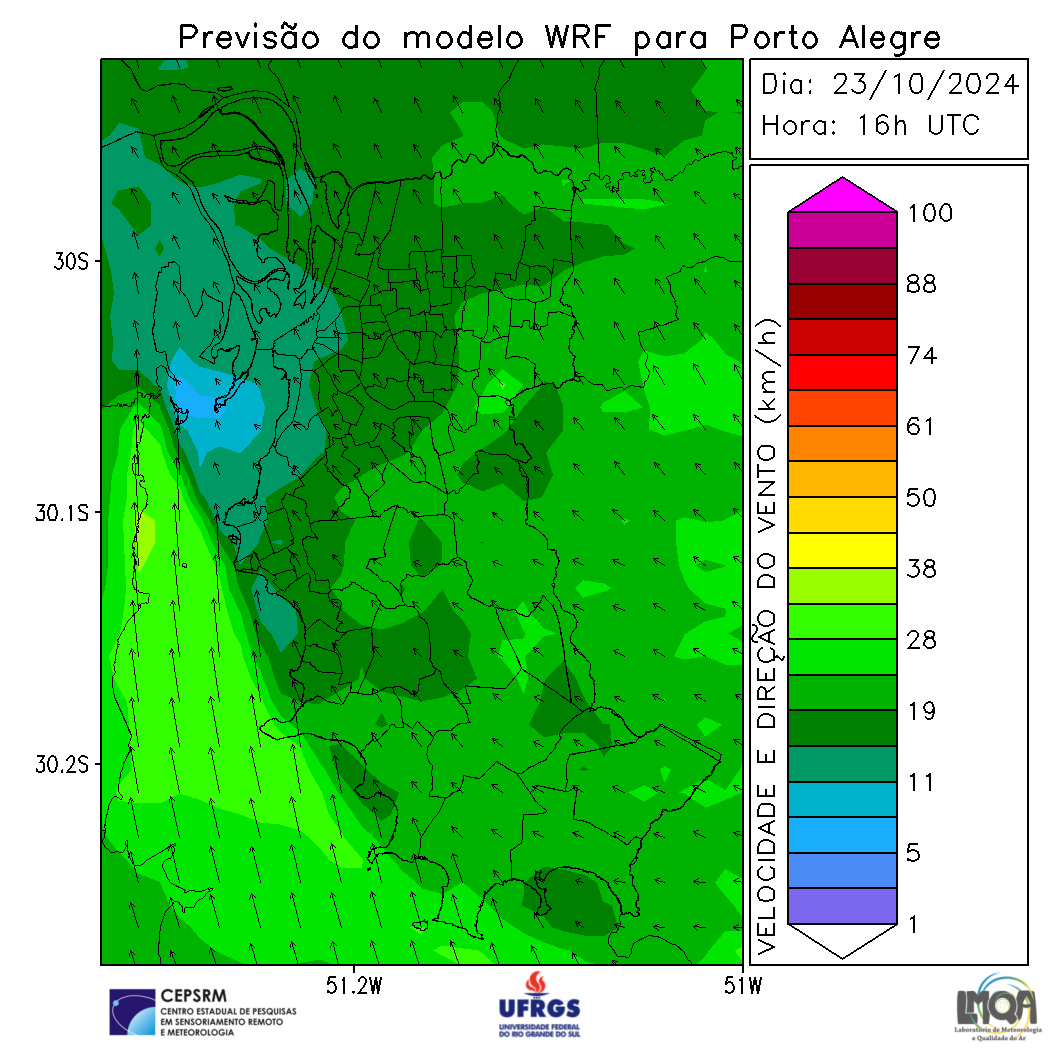 Previsão do modelo WRF para Porto Alegre
Dia: 23/10/2024
Hora: 16h UTC
30S
30.1S
30.2S
51.2W
51W
VELOCIDADE E DIREÇÃO DO VENTO (km/h)
100
88
74
61
50
38
28
19
11
5
1
CEPSRM
CENTRO ESTADUAL DE PESQUISAS
EM SENSORIAMENTO REMOTO
E METEOROLOGIA
UFRGS
UNIVERSIDADE FEDERAL
DO RIO GRANDE DO SUL
LMQA
Laboratório de Meteorologia
e Qualidade do Ar